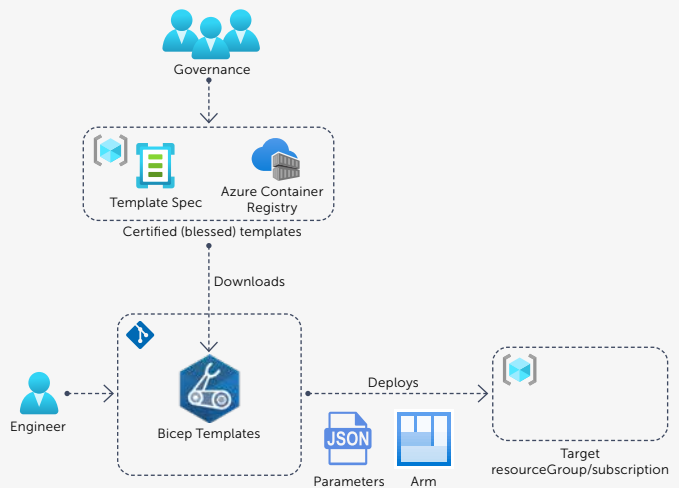 Governance
Template Spec
Azure Container
Registry
Certified (blessed) templates
Downloads
Engineer
Bicep Templates
Deploys
JSON
Parameters
Arm
Target
resourceGroup/subscription